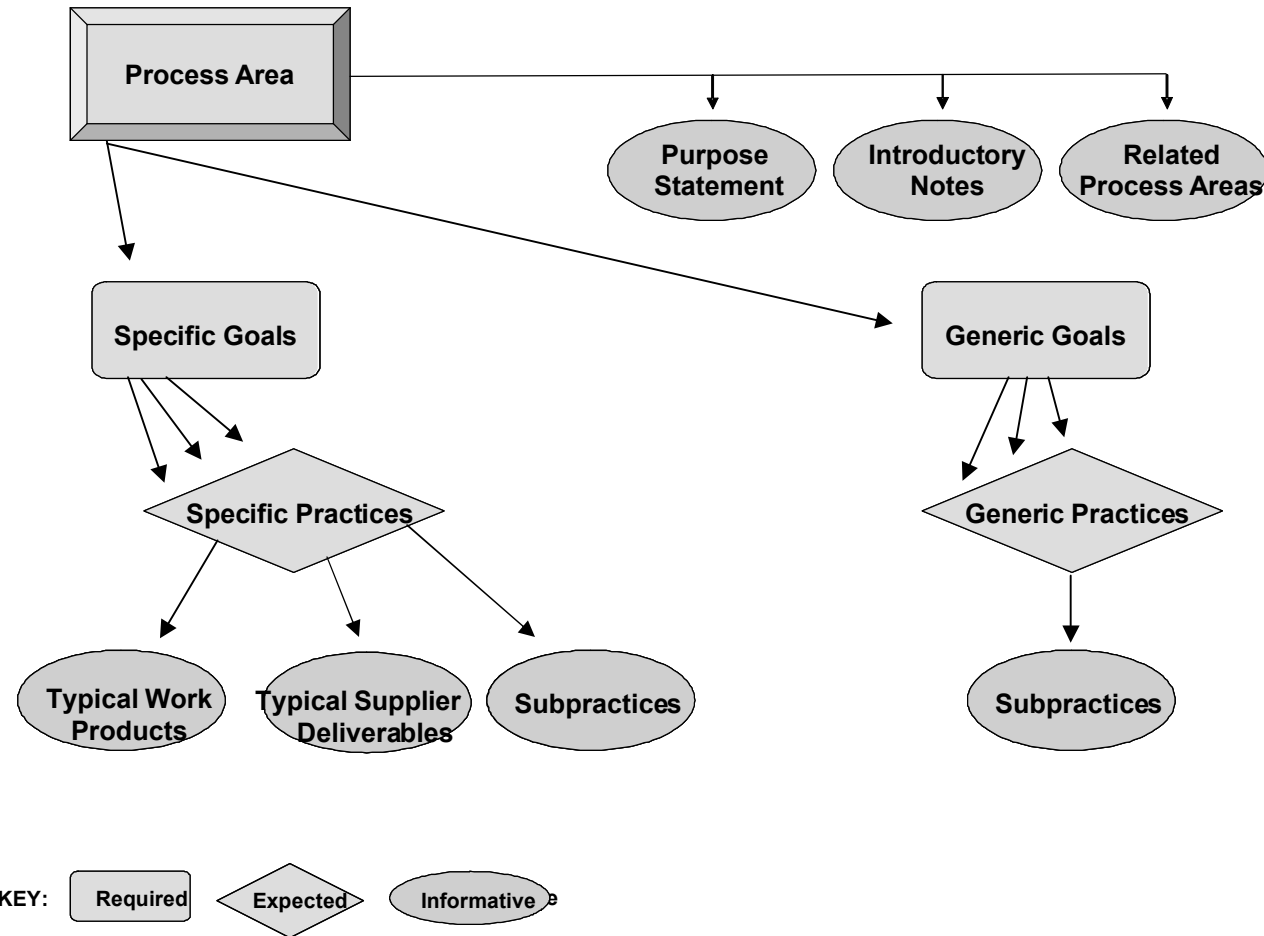 Process Area
Purpose
Statement
Introductory
Notes
Related
Process Areas
Specific Goals
Generic Goals
Specific Practices
Generic Practices
Typical Work
Products
Typical Supplier
Deliverables
Subpractices
Subpractices
KEY:
Required
Expected
Informative
e